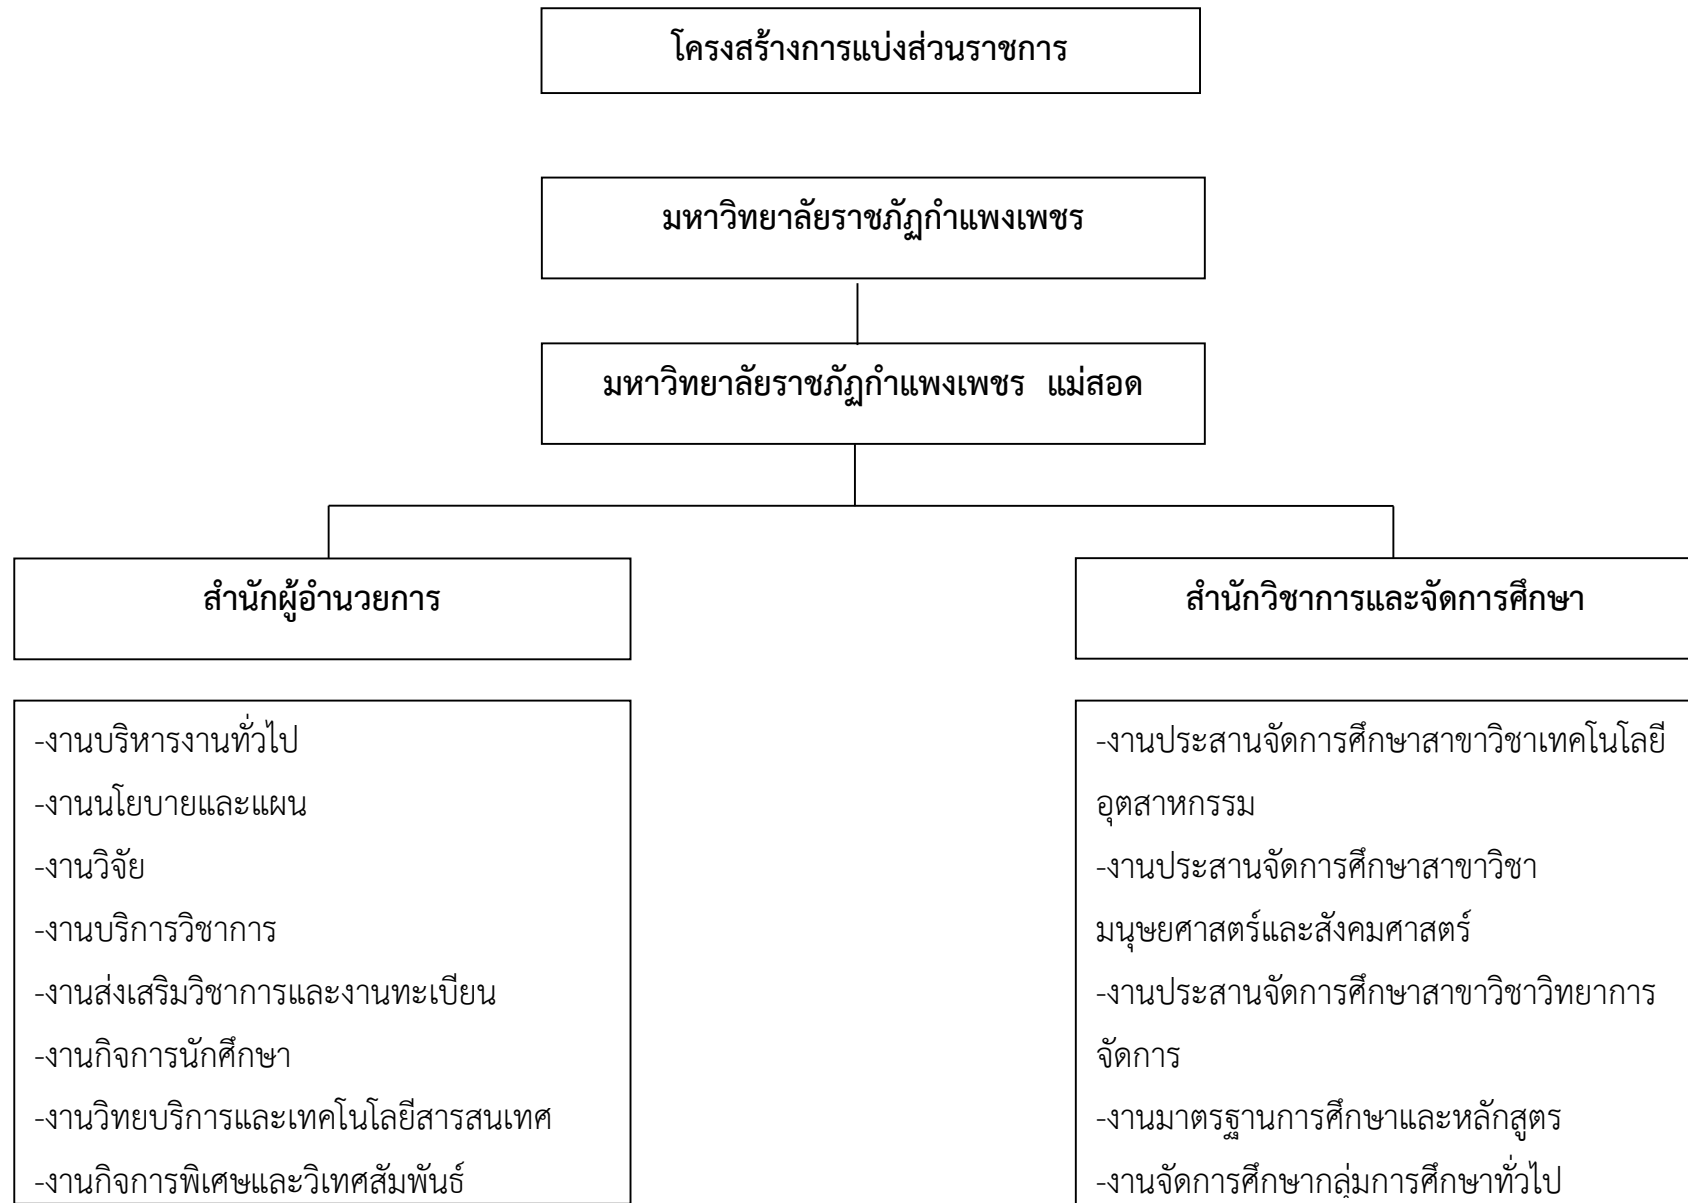 โครงสร้างการแบ่งส่วนราชการ
มหาวิทยาลัยราชภัฏกำแพงเพชร
มหาวิทยาลัยราชภัฏกำแพงเพชร แม่สอด
สำนักผู้อำนวยการ
-งานบริหารงานทั่วไป
-งานนโยบายและแผน
-งานวิจัย
-งานบริการวิชาการ
-งานส่งเสริมวิชาการและงานทะเบียน
-งานกิจการนักศึกษา
-งานวิทยบริการและเทคโนโลยีสารสนเทศ
-งานกิจการพิเศษและวิเทศสัมพันธ์
สำนักวิชาการและจัดการศึกษา
-งานประสานจัดการศึกษาสาขาวิชาเทคโนโลยี
อุตสาหกรรม
-งานประสานจัดการศึกษาสาขาวิชา
มนุษยศาสตร์และสังคมศาสตร์
-งานประสานจัดการศึกษาสาขาวิชาวิทยาการ
จัดการ
-งานมาตรฐานการศึกษาและหลักสูตร
-งานจัดการศึกษากลุ่มการศึกษาทั่วไป